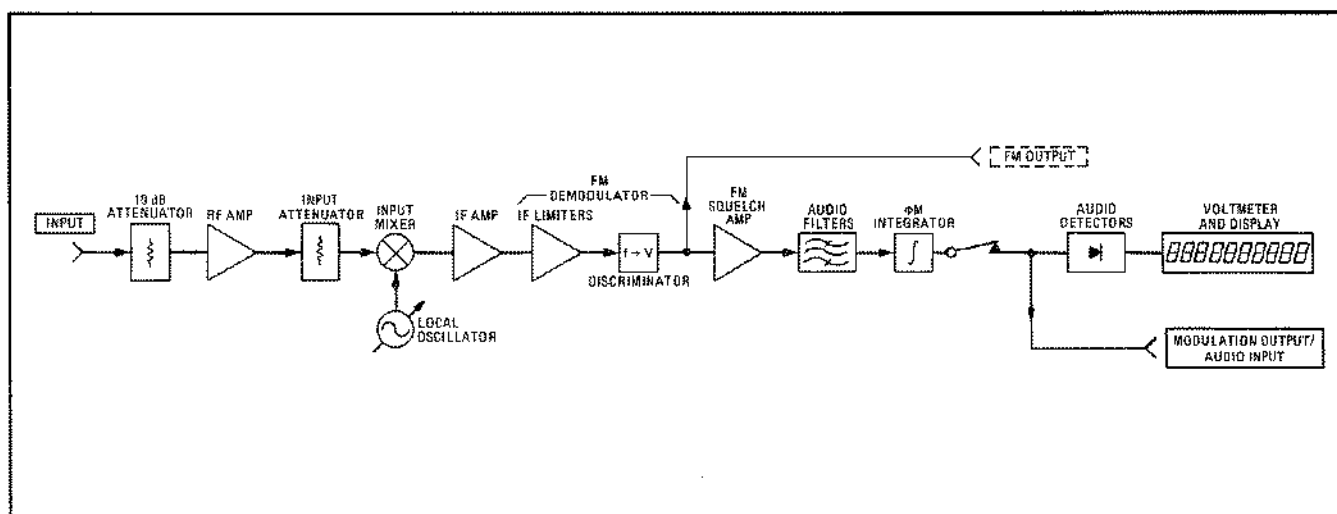 INPUT
10 dB
ATTENUATOR
RF AMP
INPUT
ATTENUATOR
INPUT
MIXER
LOCAL
OSCILLATOR
IF AMP
FM
DEMODULATOR
IF LIMITERS
f → V
DISCRIMINATOR
FM OUTPUT
FM
SQUELCH
AMP
AUDIO
FILTERS
ΦM
INTEGRATOR
∫
AUDIO
DETECTORS
VOLTMETER
AND DISPLAY
8888888888
MODULATION OUTPUT/
AUDIO INPUT